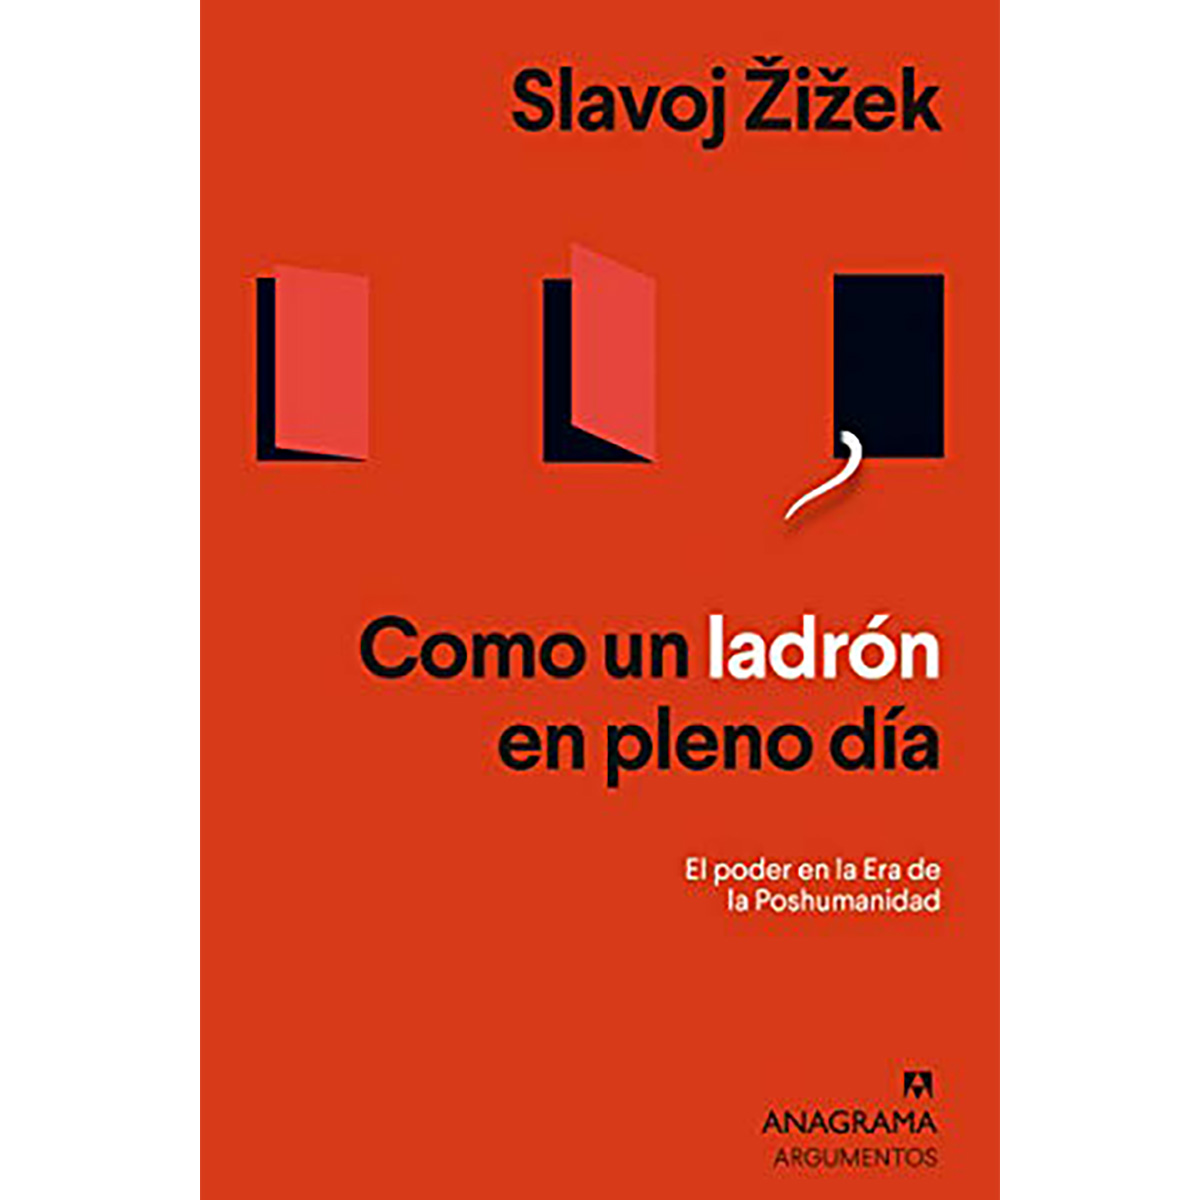 Slavoj Žižek
Como un ladrón
en pleno día
El poder en la Era de
la Poshumanidad
ANAGRAMA
ARGUMENTOS